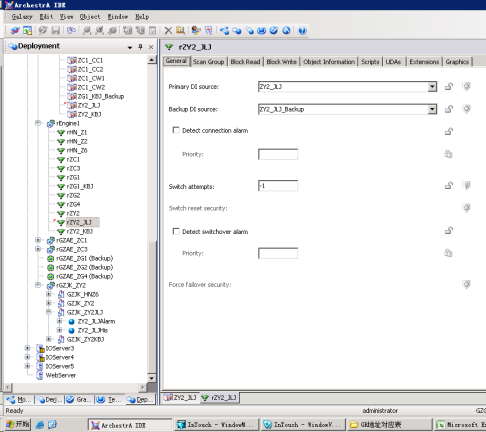 ArchestrA IDE
Galaxy Edit View Object Window Help
Deployment
ZC1_CC1
ZC1_CC2
ZC1_CW1
ZC1_CW2
ZG1_KBJ_Backup
ZY2_JLJ
ZY2_KBJ
rEngine1
rHN_Z1
rHN_Z2
rHN_Z6
rZC1
rZC3
rZG1
rZG1_KBJ
rZG2
rZG4
rZY2
rZY2_JLJ
rZY2_KBJ
rGZAE_ZC1
rGZAE_ZC3
rGZAE_ZG1 (Backup)
rGZAE_ZG2 (Backup)
rGZAE_ZG4 (Backup)
rGZJK_ZY2
GZJK_HNZ6
GZJK_ZY2
GZJK_ZY2JLJ
ZY2_JLJAlarm
ZY2_JLJHis
GZJK_ZY2KBJ
IOServer3
IOServer4
IOServer5
WebServer
Mo... Deri... Gra... Te... Dep...
rZY2_JLJ
General Scan Group Block Read Block Write Object Information Scripts UDAs Extensions Graphics
Primary DI source: ZY2_JLJ
Backup DI source: ZY2_JLJ_Backup
Detect connection alarm
Priority:
Switch attempts: -1
Switch reset security:
Detect switchover alarm
Priority:
Force failover security:
ZY2_JLJ rZY2_JLJ
Ready administrator GZG
开始 ArchestrA IDE InTouch - WindowM... InTouch - WindowV... GR地址对应表 Microsoft E